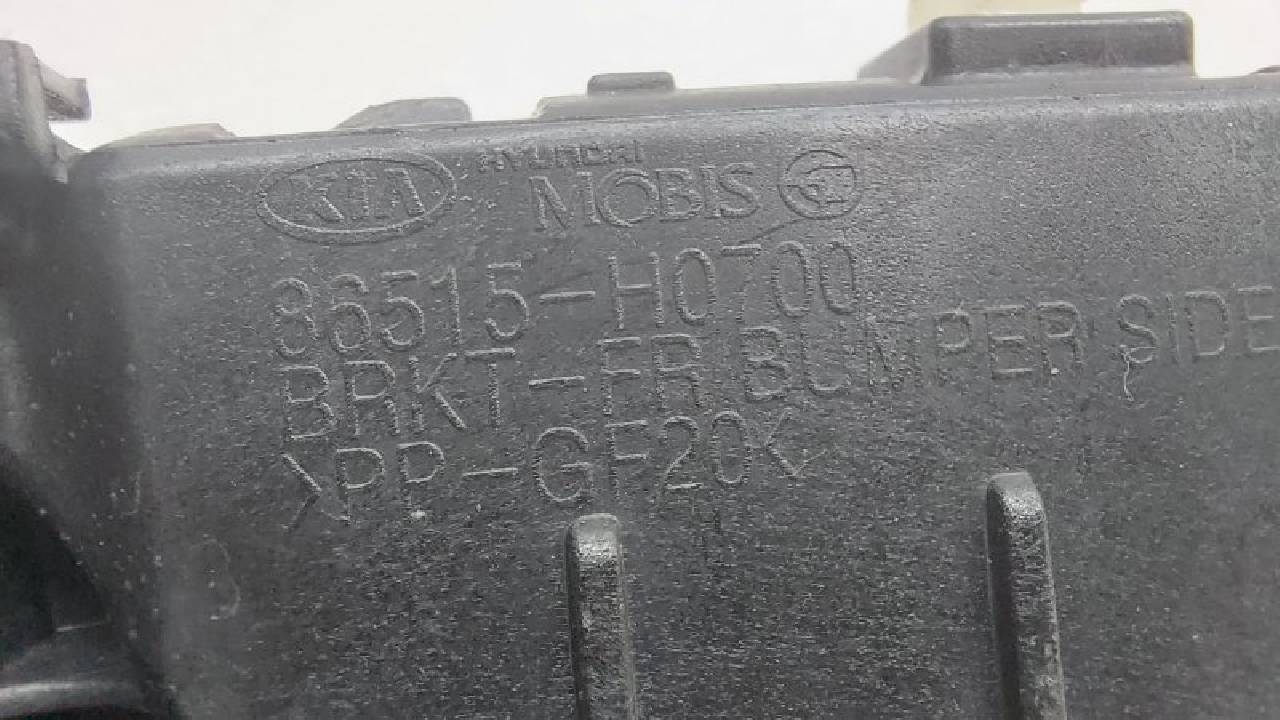 KIA HYUNDAI MOBIS
86515-H0700
BRKT-FR BUMPER SIDE
>PP-GF20<